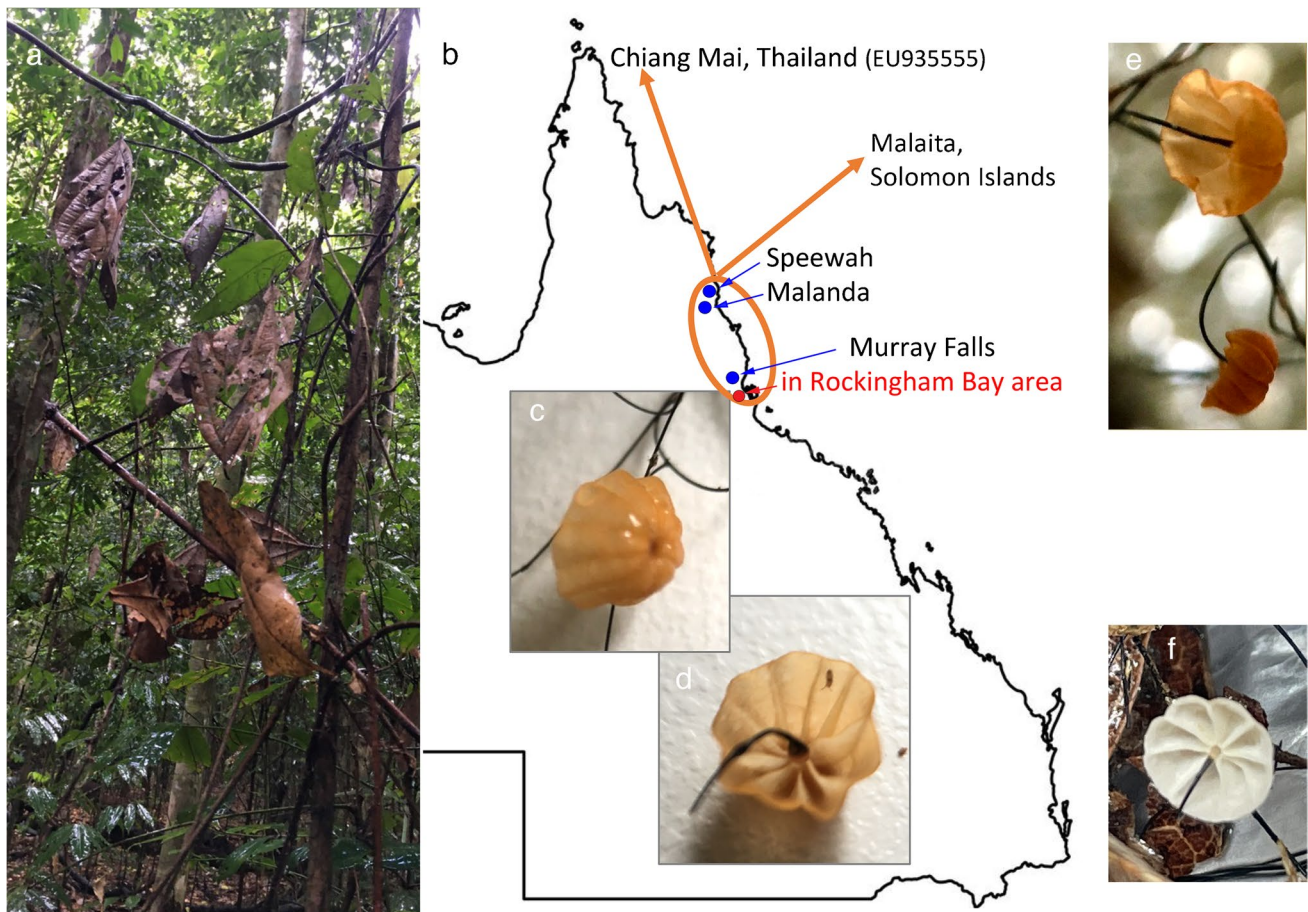 a
b
Chiang Mai, Thailand (EU935555)
Malaita,
Solomon Islands
Speewah
Malanda
Murray Falls
in Rockingham Bay area
c
d
e
f